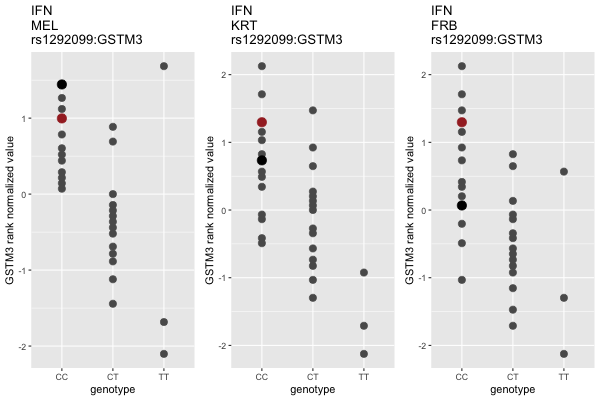 IFN
MEL
rs1292099:GSTM3
GSTM3 rank normalized value
1
0
-1
-2
CC
CT
TT
genotype
IFN
KRT
rs1292099:GSTM3
GSTM3 rank normalized value
2
1
0
-1
-2
CC
CT
TT
genotype
IFN
FRB
rs1292099:GSTM3
GSTM3 rank normalized value
2
1
0
-1
-2
CC
CT
TT
genotype